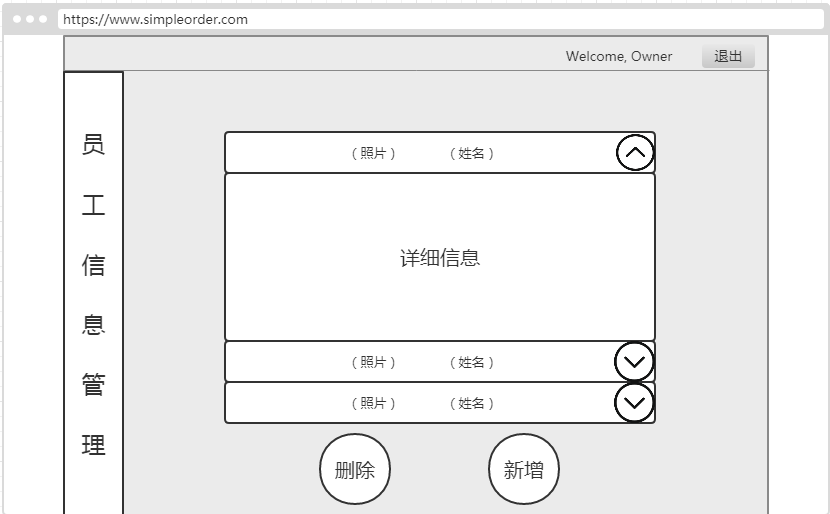 https://www.simpleorder.com
Welcome, Owner
退出
员
工
信
息
管
理
（照片）
（姓名）
详细信息
（照片）
（姓名）
（照片）
（姓名）
删除
新增